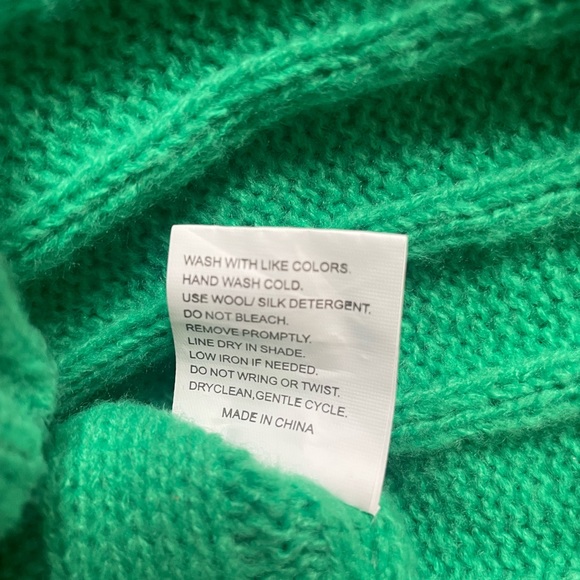 WASH WITH LIKE COLORS.
HAND WASH COLD.
USE WOOL/ SILK DETERGENT.
DO NOT BLEACH.
REMOVE PROMPTLY.
LINE DRY IN SHADE.
LOW IRON IF NEEDED.
DO NOT WRING OR TWIST.
DRYCLEAN,GENTLE CYCLE.
MADE IN CHINA